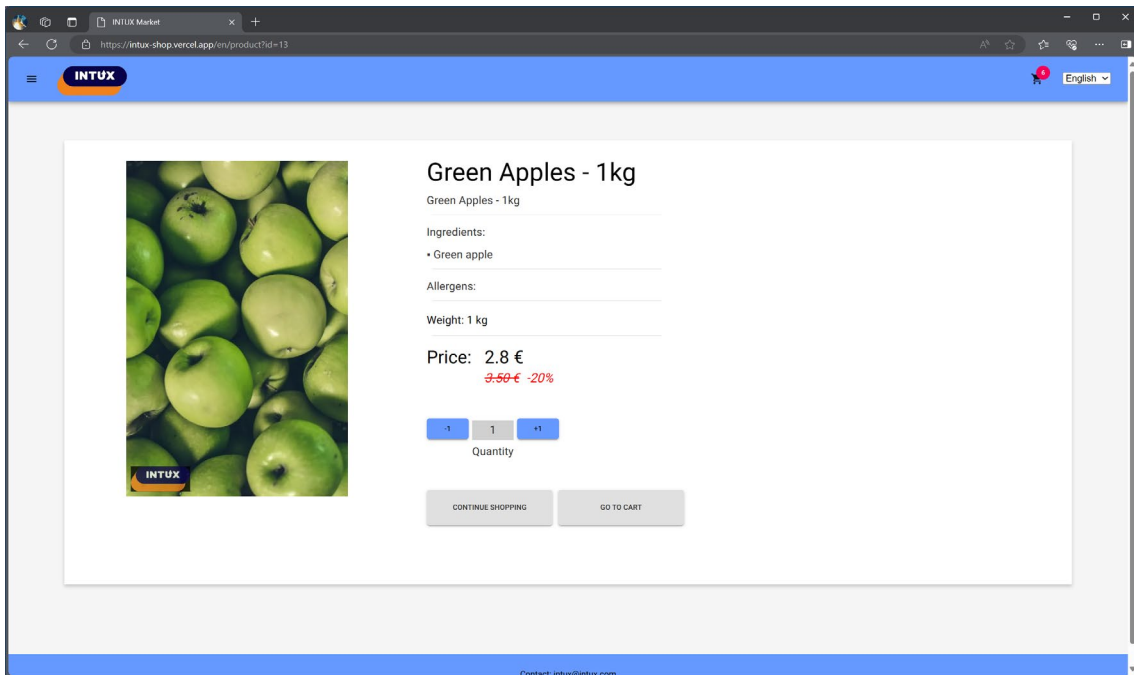 INTUX Market
https://intux-shop.vercel.app/en/product?id=13
INTUX
6
English
Green Apples - 1kg
Green Apples - 1kg
Ingredients:
▪ Green apple
Allergens:
Weight: 1 kg
Price: 2.8 €
3.50 € -20%
-1 1 +1
Quantity
INTUX
CONTINUE SHOPPING GO TO CART
Contact: intux@intux.com